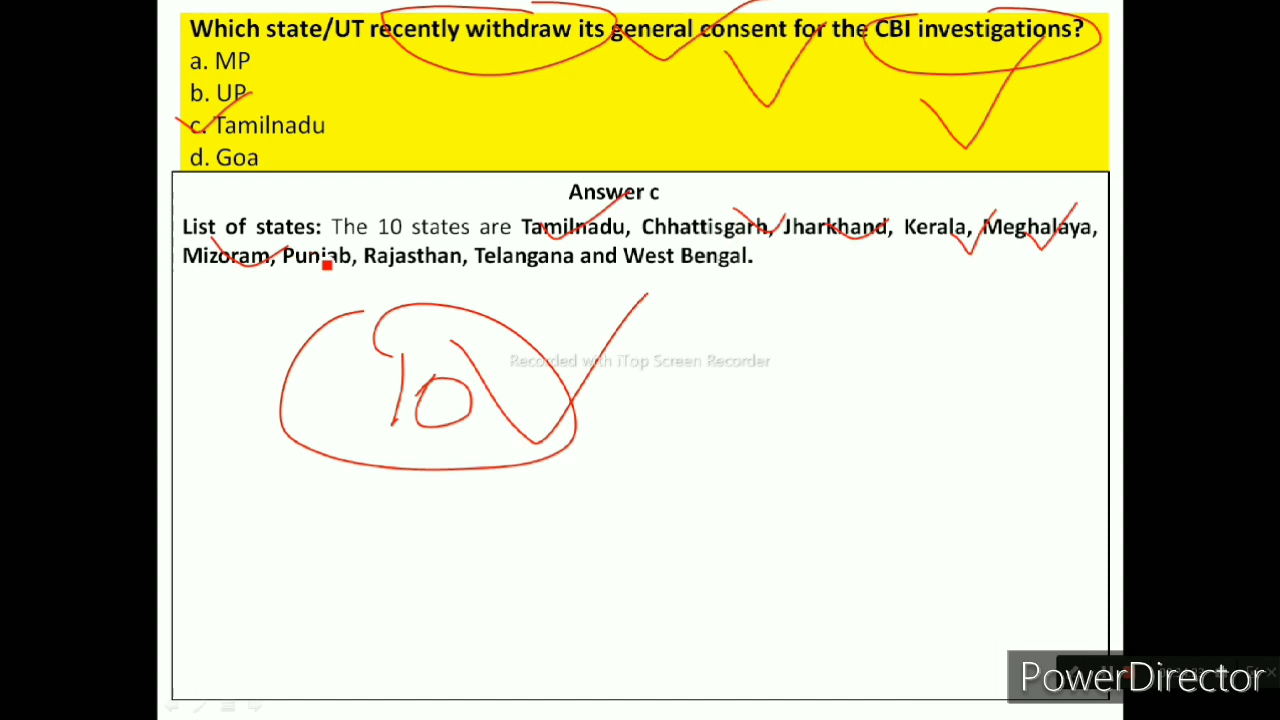 Which state/UT recently withdraw its general consent for the CBI investigations?
a. MP
b. UP
c. Tamilnadu
d. Goa
Answer c
List of states: The 10 states are Tamilnadu, Chhattisgarh, Jharkhand, Kerala, Meghalaya,
Mizoram, Punjab, Rajasthan, Telangana and West Bengal.
10
Recorded with iTop Screen Recorder
PowerDirector